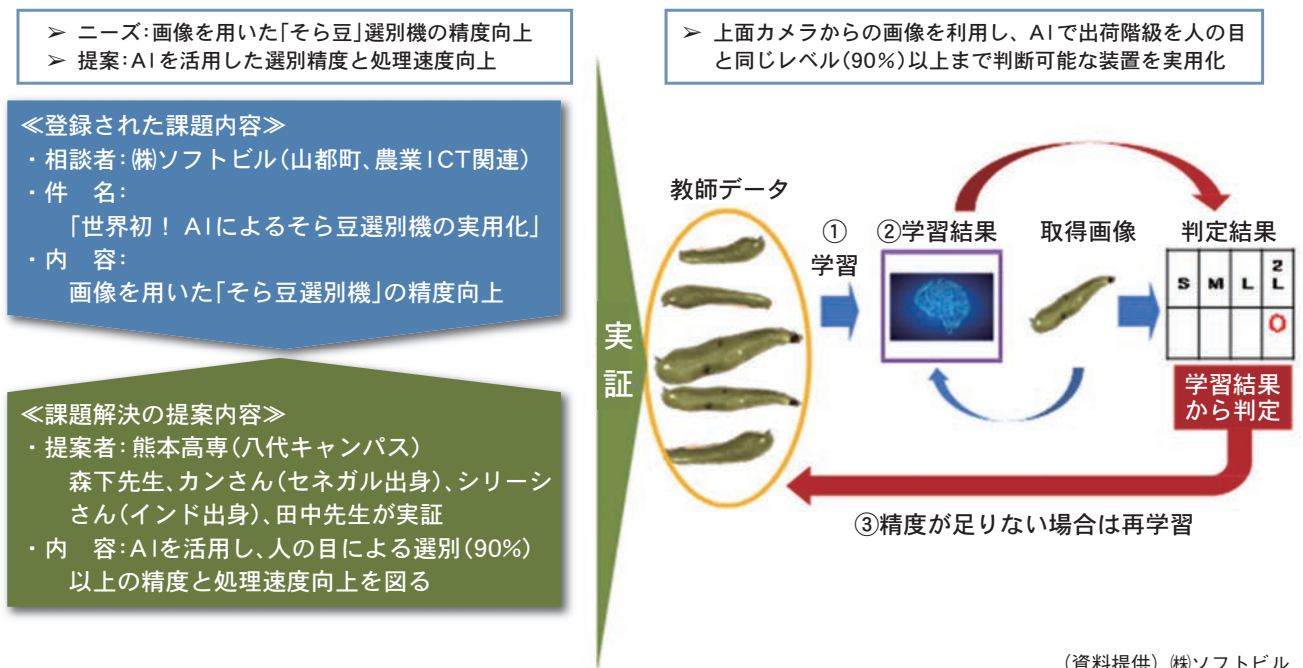 ➢ ニーズ：画像を用いた「そら豆」選別機の精度向上
➢ 提案：AIを活用した選別精度と処理速度向上
≪登録された課題内容≫
・相談者：㈱ソフトビル（山都町、農業ICT関連）
・件　名：
「世界初！ AIによるそら豆選別機の実用化」
・内　容：
画像を用いた「そら豆選別機」の精度向上
≪課題解決の提案内容≫
・提案者：熊本高専（八代キャンパス）
森下先生、カンさん（セネガル出身）、シリーシ
さん（インド出身）、田中先生が実証
・内　容：AIを活用し、人の目による選別（90%）
以上の精度と処理速度向上を図る
実
証
➢ 上面カメラからの画像を利用し、AIで出荷階級を人の目
と同じレベル（90%）以上まで判断可能な装置を実用化
教師データ
①
学習
②学習結果
取得画像
判定結果
S M L 2L
O
学習結果
から判定
③精度が足りない場合は再学習
（資料提供）㈱ソフトビル